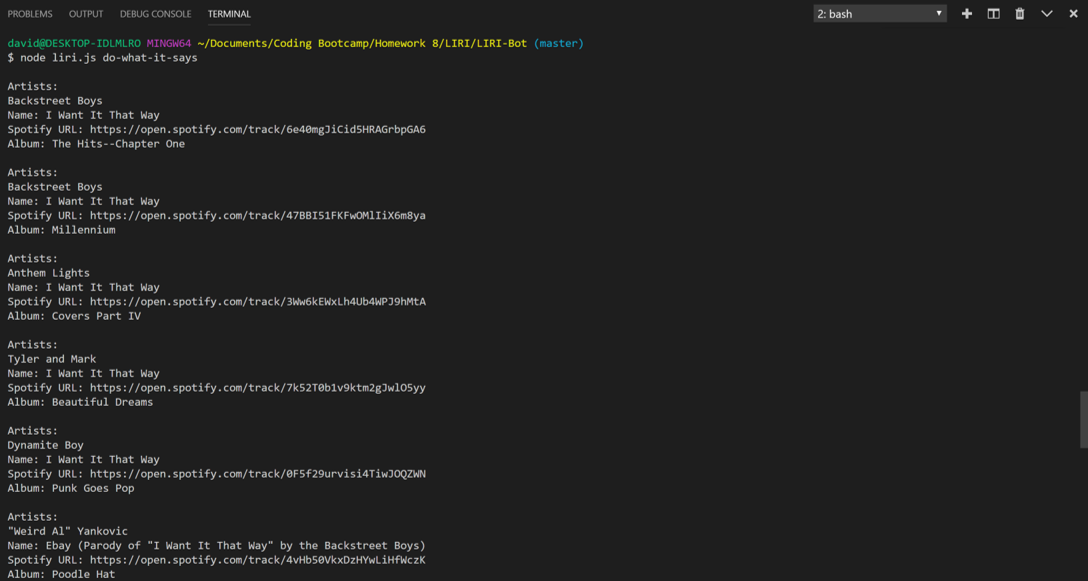 PROBLEMS OUTPUT DEBUG CONSOLE TERMINAL 2: bash
david@DESKTOP-IDLMLRO MINGW64 ~/Documents/Coding Bootcamp/Homework 8/LIRI/LIRI-Bot (master)
$ node liri.js do-what-it-says
Artists:
Backstreet Boys
Name: I Want It That Way
Spotify URL: https://open.spotify.com/track/6e40mgJiCid5HRAGrbpGA6
Album: The Hits--Chapter One
Artists:
Backstreet Boys
Name: I Want It That Way
Spotify URL: https://open.spotify.com/track/47BBI51FKFwOMlIiX6m8ya
Album: Millennium
Artists:
Anthem Lights
Name: I Want It That Way
Spotify URL: https://open.spotify.com/track/3Ww6kEWxLh4Ub4WPJ9hMtA
Album: Covers Part IV
Artists:
Tyler and Mark
Name: I Want It That Way
Spotify URL: https://open.spotify.com/track/7k52T0b1v9ktm2gJwlO5yy
Album: Beautiful Dreams
Artists:
Dynamite Boy
Name: I Want It That Way
Spotify URL: https://open.spotify.com/track/0F5f29urvisi4TiwJOQZWN
Album: Punk Goes Pop
Artists:
"Weird Al" Yankovic
Name: Ebay (Parody of "I Want It That Way" by the Backstreet Boys)
Spotify URL: https://open.spotify.com/track/4vHb50VkxDzHYwLiHfWczK
Album: Poodle Hat